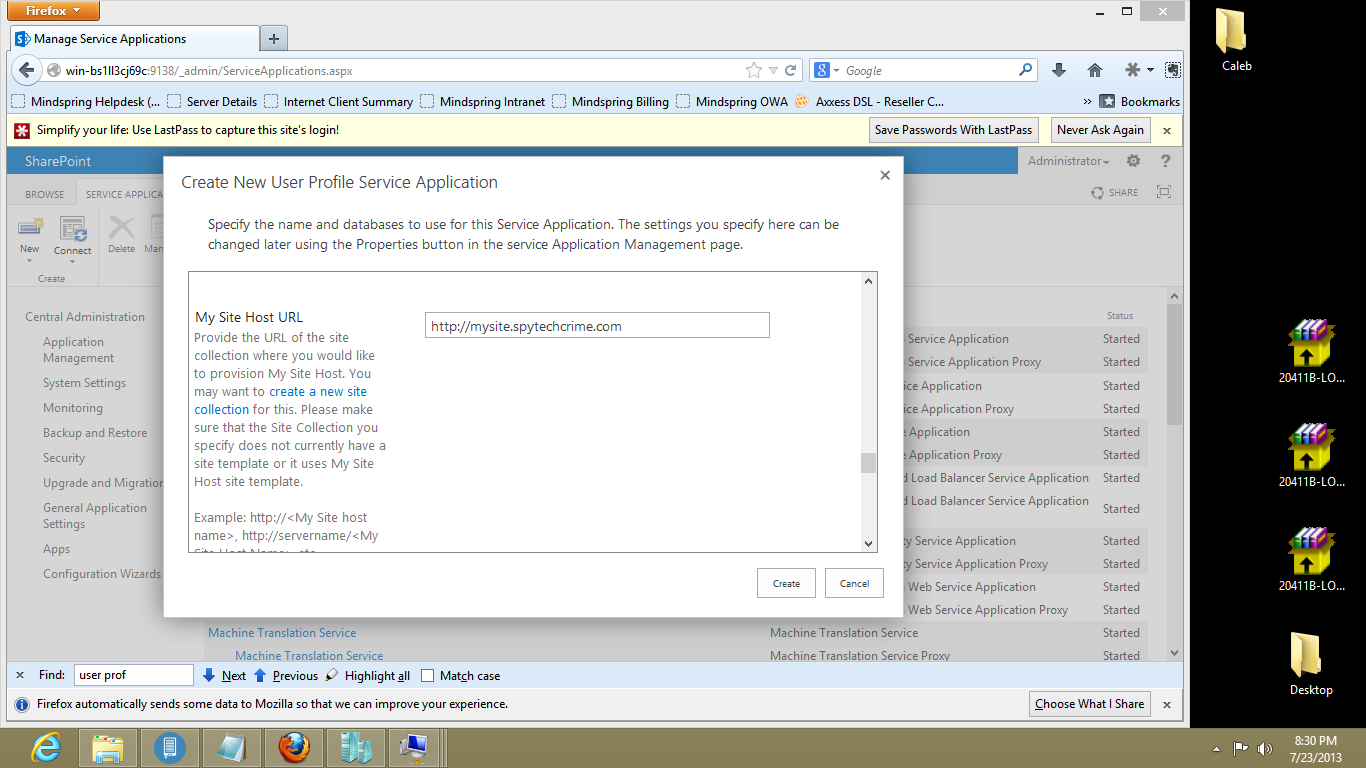 Firefox
Manage Service Applications
win-bs1ll3cj69c:9138/_admin/ServiceApplications.aspx
Google
Mindspring Helpdesk (...
Server Details
Internet Client Summary
Mindspring Intranet
Mindspring Billing
Mindspring OWA
Axxess DSL - Reseller C...
»
Bookmarks
Simplify your life: Use LastPass to capture this site's login!
Save Passwords With LastPass
Never Ask Again
SharePoint
Administrator
?
BROWSE
SERVICE APPLICA
SHARE
New
Connect
Delete
Man
Create
Create New User Profile Service Application
Specify the name and databases to use for this Service Application. The settings you specify here can be
changed later using the Properties button in the service Application Management page.
My Site Host URL
Provide the URL of the site
collection where you would like
to provision My Site Host. You
may want to create a new site
collection for this. Please make
sure that the Site Collection you
specify does not currently have a
site template or it uses My Site
Host site template.
Example: http://<My Site host
name>, http://servername/<My
http://mysite.spytechcrime.com
Create
Cancel
Central Administration
Application
Management
System Settings
Monitoring
Backup and Restore
Security
Upgrade and Migration
General Application
Settings
Apps
Configuration Wizards
Status
Service Application Started
Service Application Proxy Started
ice Application Started
ice Application Proxy Started
e Application Started
e Application Proxy Started
d Load Balancer Service Application Started
d Load Balancer Service Application
Started
ty Service Application Started
ty Service Application Proxy Started
Web Service Application Started
Web Service Application Proxy Started
Machine Translation Service Machine Translation Service Started
Machine Translation Service Machine Translation Service Proxy Started
Find:
user prof
Next
Previous
Highlight all
Match case
Firefox automatically sends some data to Mozilla so that we can improve your experience.
Choose What I Share
Caleb
20411B-LO...
20411B-LO...
20411B-LO...
Desktop
8:30 PM
7/23/2013